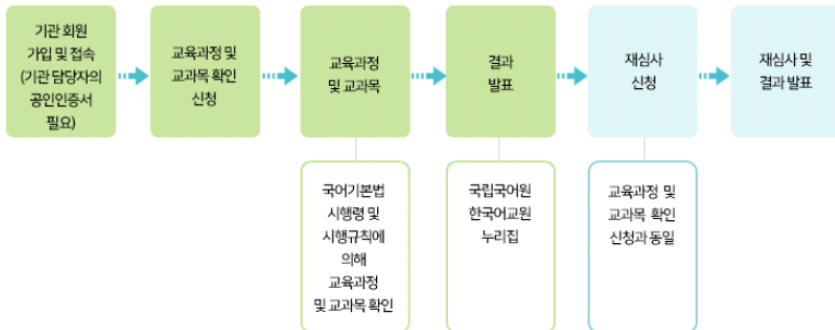 기관 회원
가입 및 접속
(기관 담당자의
공인인증서
필요)
교육과정 및
교과목 확인
신청
교육과정
및 교과목
결과
발표
재심사
신청
재심사 및
결과 발표
국어기본법
시행령 및
시행규칙에
의해
교육과정
및 교과목 확인
국립국어원
한국어교원
누리집
교육과정 및
교과목 확인
신청과 동일